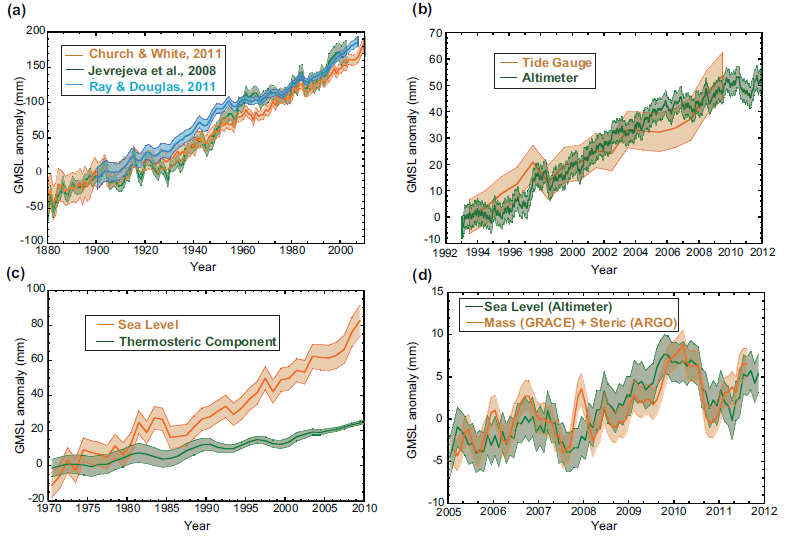 (a)
GMSL anomaly (mm)
200
150
100
50
0
-50
-100
Church & White, 2011
Jevrejeva et al., 2008
Ray & Douglas, 2011
1880 1900 1920 1940 1960 1980 2000
Year
(b)
GMSL anomaly (mm)
70
60
50
40
30
20
10
0
-10
Tide Gauge
Altimeter
1992 1994 1996 1998 2000 2002 2004 2006 2008 2010 2012
Year
(c)
GMSL anomaly (mm)
100
80
60
40
20
0
-20
Sea Level
Thermosteric Component
1970 1975 1980 1985 1990 1995 2000 2005 2010
Year
(d)
GMSL anomaly (mm)
15
10
5
0
-5
-10
Sea Level (Altimeter)
Mass (GRACE) + Steric (ARGO)
2005 2006 2007 2008 2009 2010 2011 2012
Year